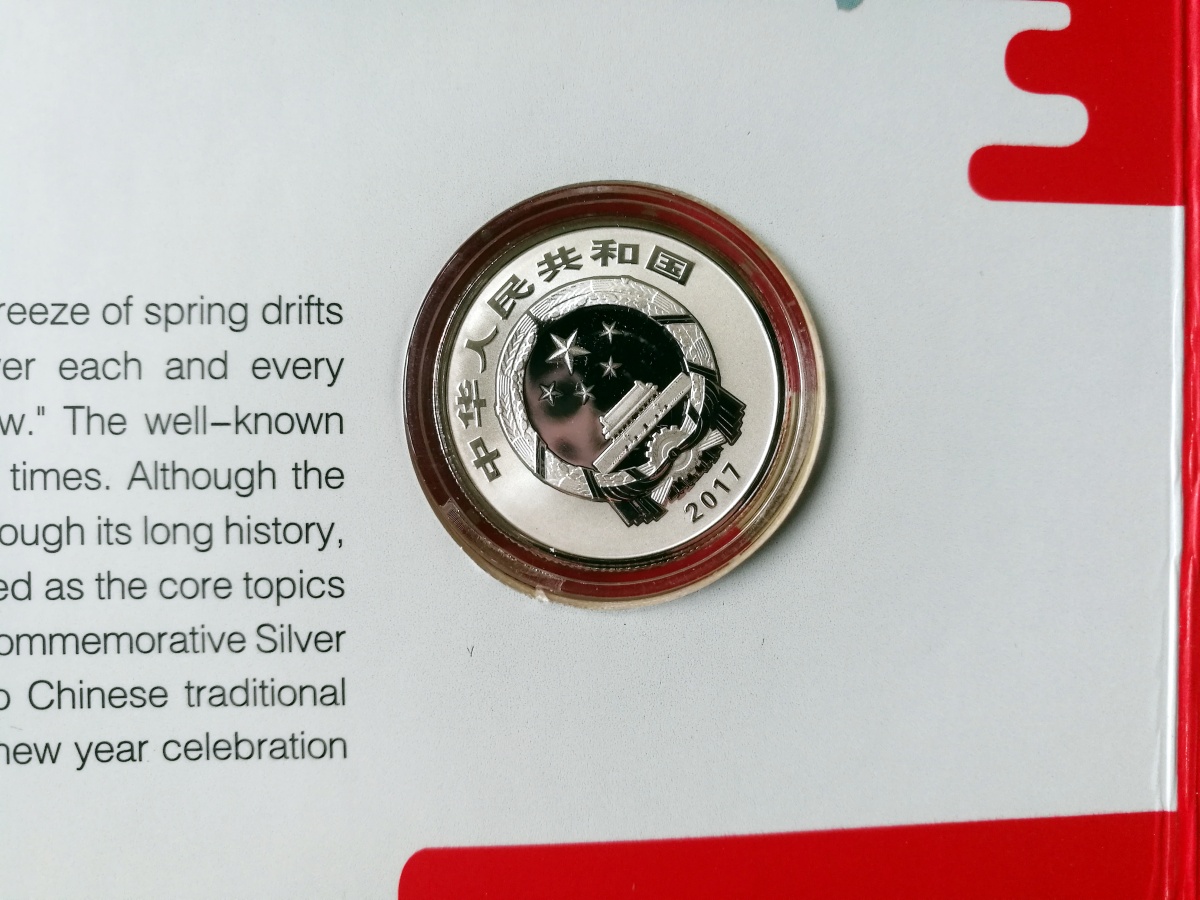 reeze of spring drifts
er each and every
w." The well–known
times. Although the
ough its long history,
ed as the core topics
ommemorative Silver
o Chinese traditional
new year celebration
中华人民共和国
2017